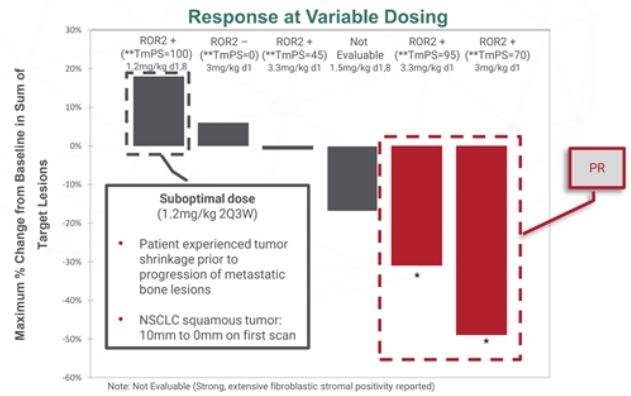 Response at Variable Dosing
Maximum % Change from Baseline in Sum of
Target Lesions
30%
20%
10%
0%
-10%
-20%
-30%
-40%
-50%
-60%
ROR2 +
(**TmPS=100)
1.2mg/kg d1,8
ROR2 –
(**TmPS=0)
3mg/kg d1
ROR2 +
(**TmPS=45)
3.3mg/kg d1
Not
Evaluable
1.5mg/kg d1,8
ROR2 +
(**TmPS=95)
3.3mg/kg d1
ROR2 +
(**TmPS=70)
3mg/kg d1
PR
Suboptimal dose
(1.2mg/kg 2Q3W)
• Patient experienced tumor
shrinkage prior to
progression of metastatic
bone lesions
• NSCLC squamous tumor:
10mm to 0mm on first scan
*
*
Note: Not Evaluable (Strong, extensive fibroblastic stromal positivity reported)